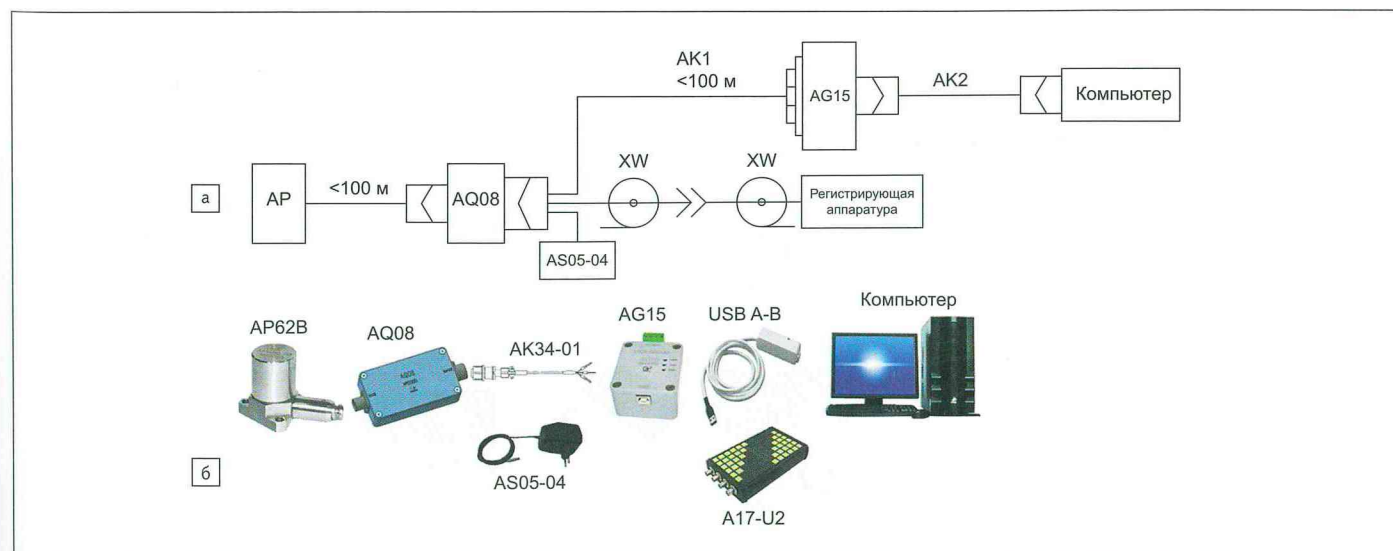 AK1
<100 м
AG15
AK2
Компьютер
XW
XW
а
AP
<100 м
AQ08
Регистрирующая
аппаратура
AS05-04
Компьютер
AP62B
AQ08
AK34-01
AG15
USB A-B
AS05-04
б
A17-U2